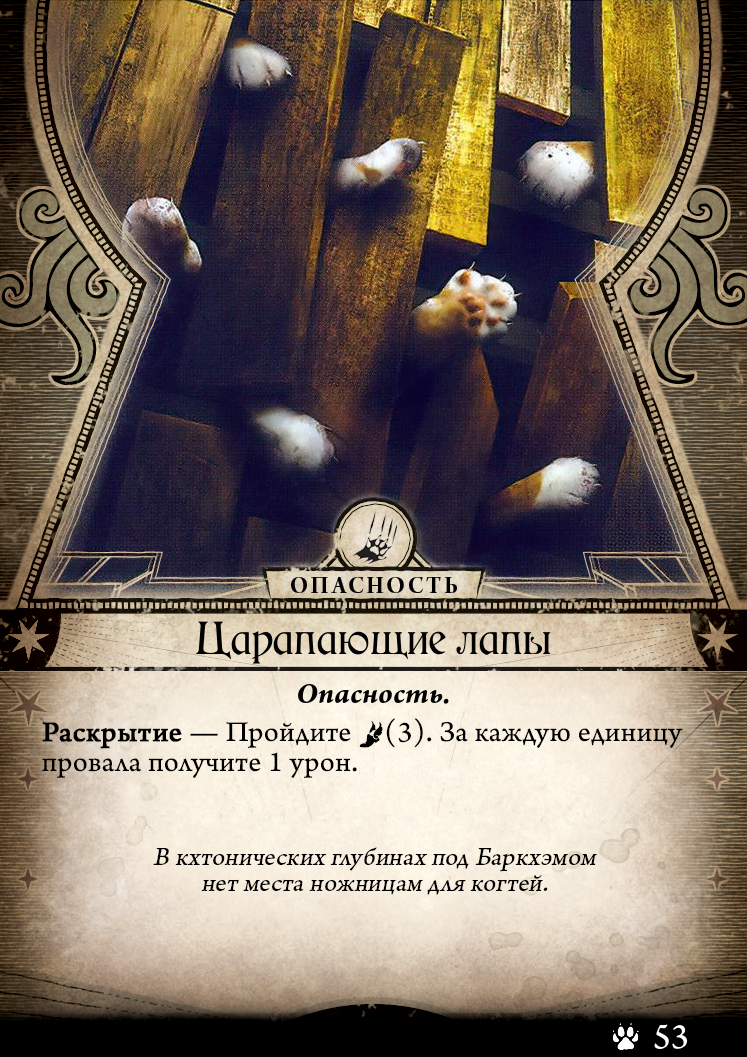 ОПАСНОСТЬ
Царапающие лапы
Опасность.
Раскрытие — Пройдите (3). За каждую единицу
провала получите 1 урон.
В кхтонических глубинах под Баркхэмом
нет места ножницам для когтей.
53